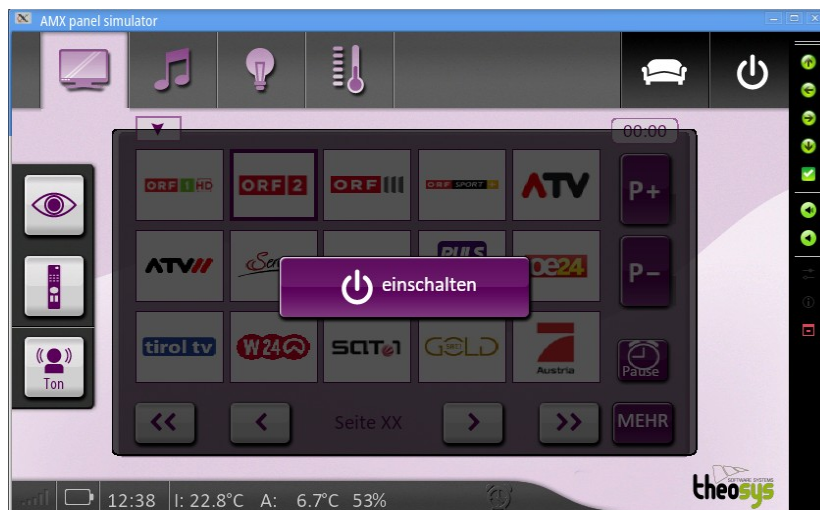 AMX panel simulator
00:00
ORF 1 HD
ORF 2
ORF III
ORF SPORT +
ATV
P+
ATV II
PULS
oe24
P-
einschalten
tirol tv
W24
SAT.1
GOLD
Austria
Pause
<< < Seite XX > >> MEHR
Ton
12:38 I: 22.8°C A: 6.7°C 53%
SOFTWARE SYSTEMS
theosys